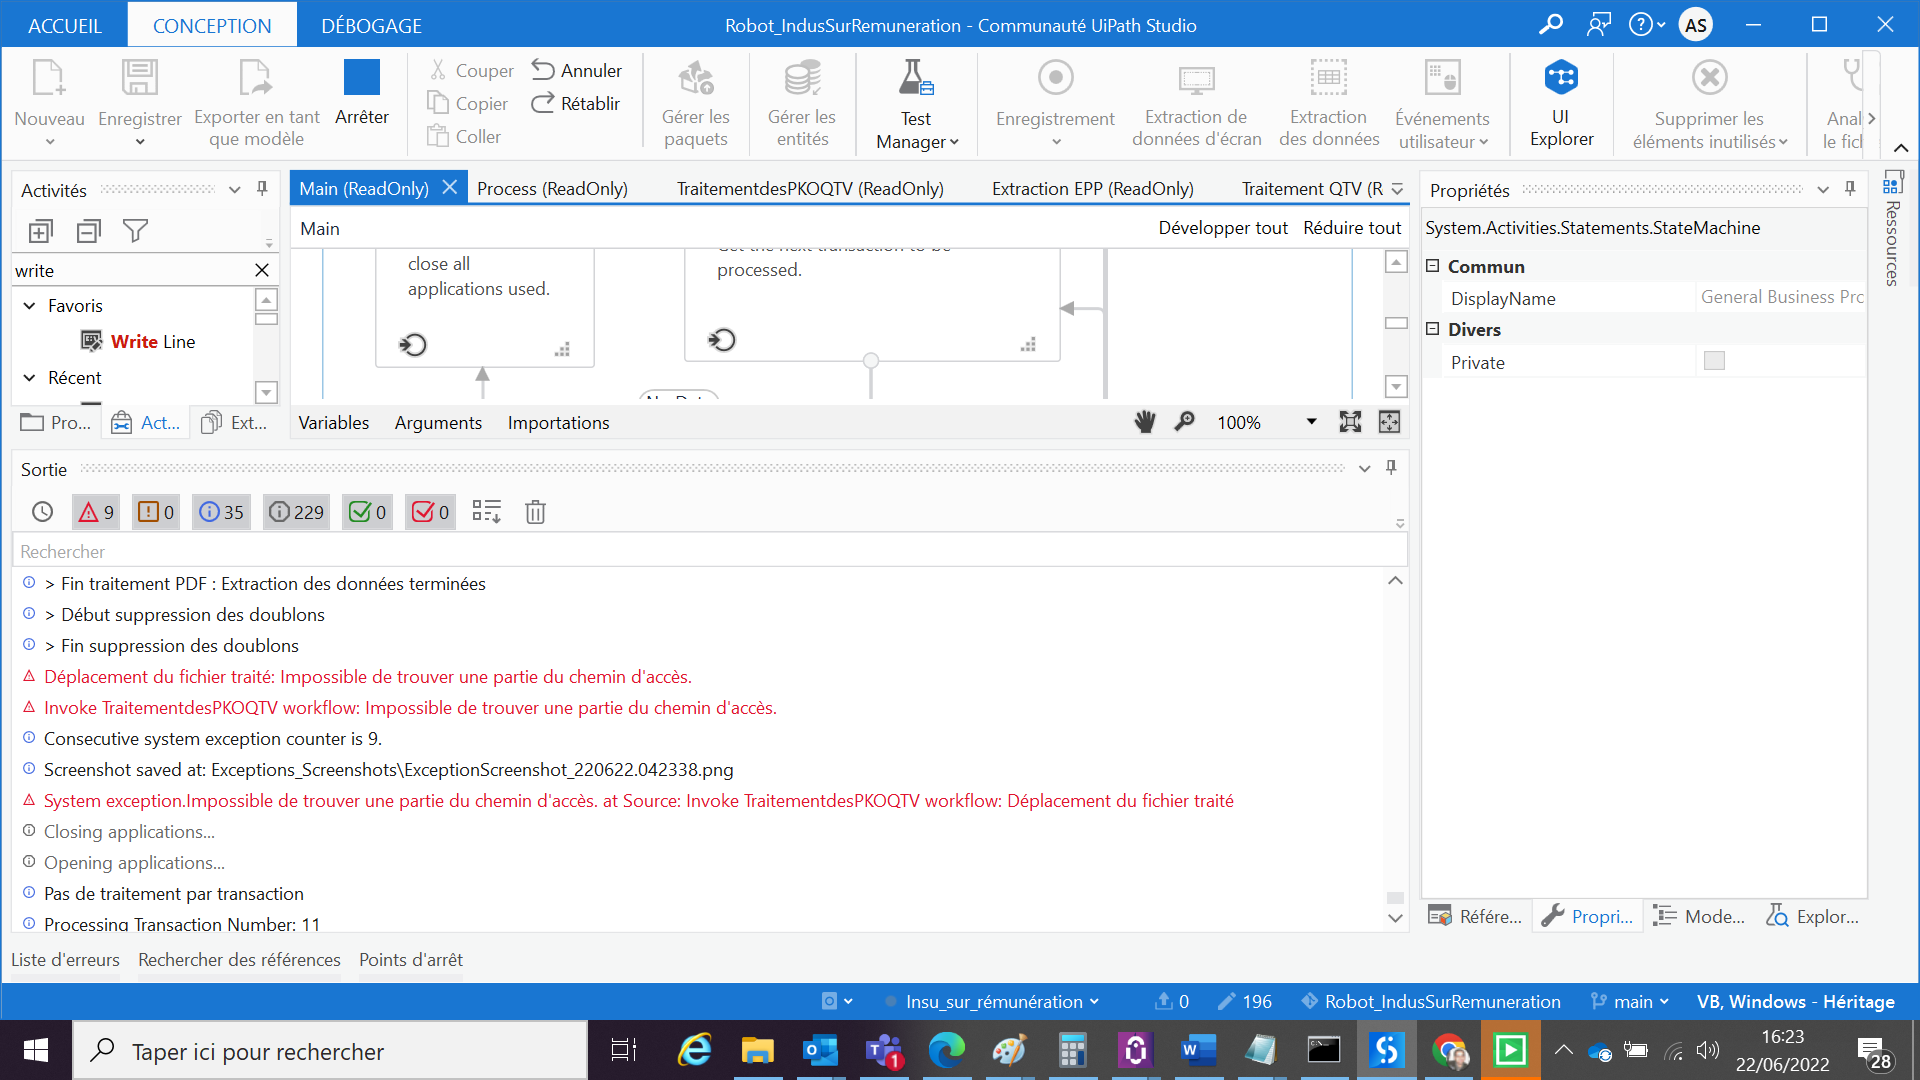 ACCUEIL
CONCEPTION
DÉBOGAGE
Robot_IndusSurRemuneration - Communauté UiPath Studio
AS
Nouveau
Enregistrer
Exporter en tant
que modèle
Arrêter
Couper
Copier
Coller
Annuler
Rétablir
Gérer les
paquets
Gérer les
entités
Test
Manager
Enregistrement
Extraction de
données d'écran
Extraction
des données
Événements
utilisateur
UI
Explorer
Supprimer les
éléments inutilisés
Anal
le fich
Activités
write
Favoris
Write Line
Récent
Pro...
Act...
Ext...
Main (ReadOnly)
Process (ReadOnly)
TraitementdesPKOQTV (ReadOnly)
Extraction EPP (ReadOnly)
Traitement QTV (R
Main
Développer tout
Réduire tout
close all
applications used.
Get the next transaction to be
processed.
No Data
Variables
Arguments
Importations
100%
Propriétés
System.Activities.Statements.StateMachine
Commun
DisplayName
General Business Prc
Divers
Private
Ressources
Sortie
9
0
35
229
0
0
Rechercher
> Fin traitement PDF : Extraction des données terminées
> Début suppression des doublons
> Fin suppression des doublons
Déplacement du fichier traité: Impossible de trouver une partie du chemin d'accès.
Invoke TraitementdesPKOQTV workflow: Impossible de trouver une partie du chemin d'accès.
Consecutive system exception counter is 9.
Screenshot saved at: Exceptions_Screenshots\ExceptionScreenshot_220622.042338.png
System exception.Impossible de trouver une partie du chemin d'accès. at Source: Invoke TraitementdesPKOQTV workflow: Déplacement du fichier traité
Closing applications...
Opening applications...
Pas de traitement par transaction
Processing Transaction Number: 11
Référe...
Propri...
Mode...
Explor...
Liste d'erreurs
Rechercher des références
Points d'arrêt
Insu_sur_rémunération
0
196
Robot_IndusSurRemuneration
main
VB, Windows - Héritage
Taper ici pour rechercher
1
16:23
22/06/2022
28